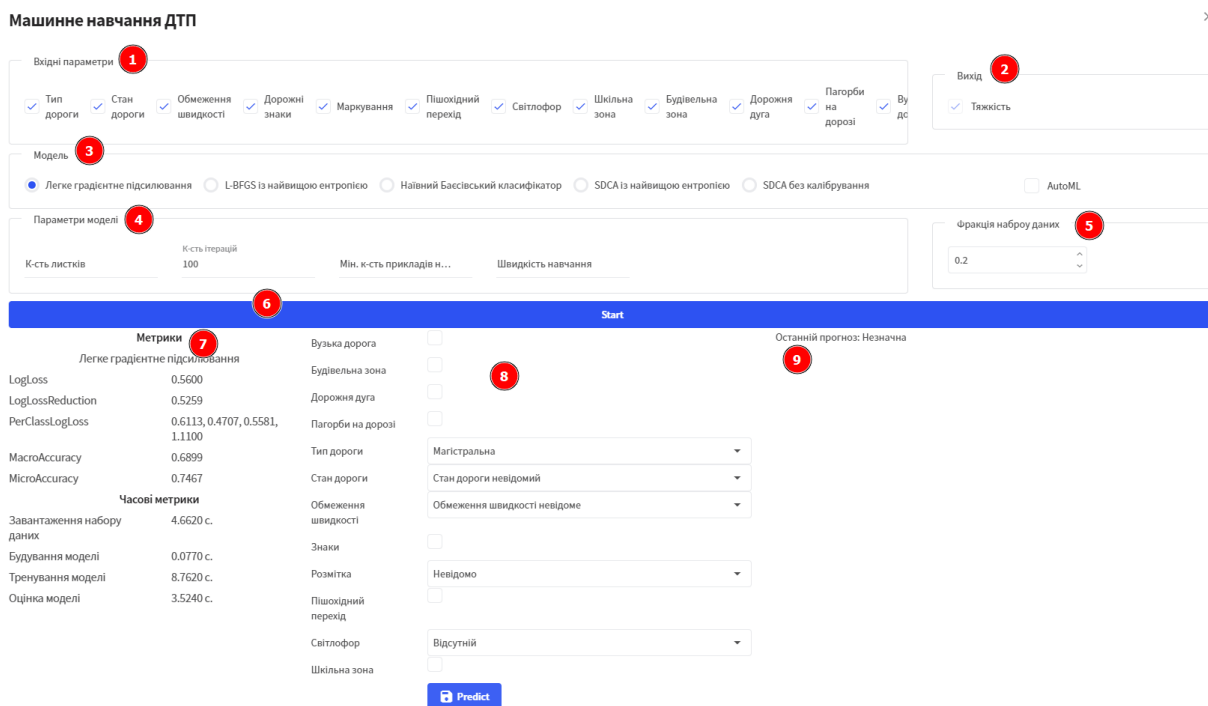 Машинне навчання ДТП
Вхідні параметри 1
Тип дороги
Стан дороги
Обмеження швидкості
Дорожні знаки
Маркування
Пішохідний перехід
Світлофор
Шкільна зона
Будівельна зона
Дорожня дуга
Пагорби на дорозі
Ву
до
Вихід 2
Тяжкість
Модель 3
Легке градієнтне підсилювання L-BFGS із найвищою ентропією Наївний Баєсівський класифікатор SDCA із найвищою ентропією SDCA без калібрування AutoML
Параметри моделі 4
К-сть листків
К-сть ітерацій
100
Мін. к-сть прикладів н...
Швидкість навчання
Фракція наброу даних 5
0.2
6
Start
Метрики 7
Легке градієнтне підсилювання
LogLoss 0.5600
LogLossReduction 0.5259
PerClassLogLoss 0.6113, 0.4707, 0.5581,
1.1100
MacroAccuracy 0.6899
MicroAccuracy 0.7467
Часові метрики
Завантаження набору 4.6620 с.
даних
Будування моделі 0.0770 с.
Тренування моделі 8.7620 с.
Оцінка моделі 3.5240 с.
Вузька дорога
Будівельна зона
8
Дорожня дуга
Пагорби на дорозі
Тип дороги Магістральна
Стан дороги Стан дороги невідомий
Обмеження Обмеження швидкості невідоме
швидкості
Знаки
Розмітка Невідомо
Пішохідний
перехід
Світлофор Відсутній
Шкільна зона
Predict
Останній прогноз: Незначна
9